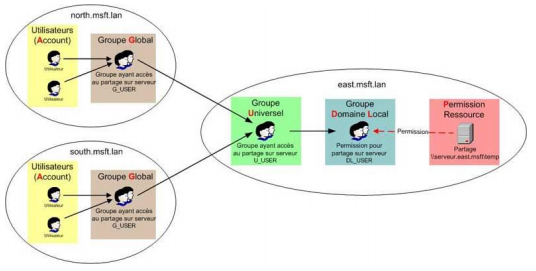 north.msft.lan
Utilisateurs
(Account)
Utilisateur
Utilisateur
Groupe Global
Groupe ayant accès
au partage sur serveur
G_USER
south.msft.lan
Utilisateurs
(Account)
Utilisateur
Utilisateur
Groupe Global
Groupe ayant accès
au partage sur serveur
G_USER
east.msft.lan
Groupe
Universel
Groupe ayant accès
au partage sur serveur
U_USER
Groupe
Domaine Local
Permission pour
partage sur serveur
DL_USER
Permission
Permission
Ressource
Partage
\\serveur.east.msft\temp